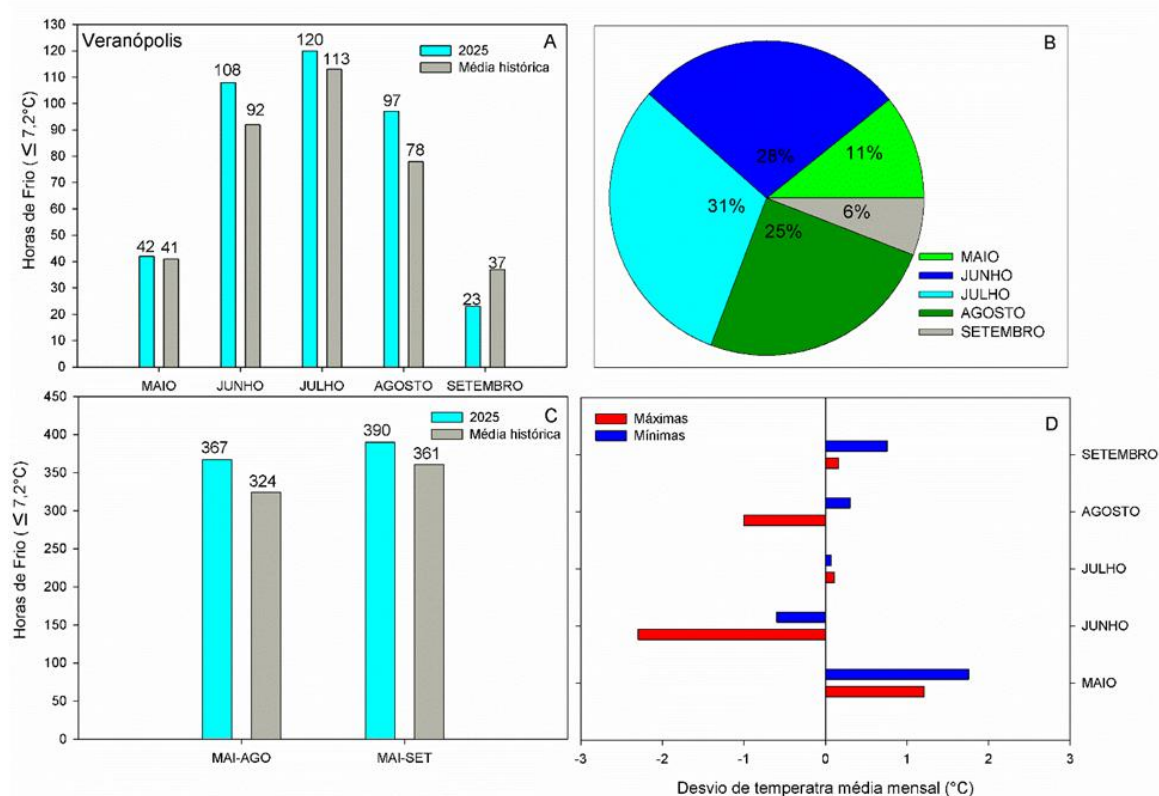 Veranópolis
A
2025
Média histórica
Horas de Frio ( ≤ 7,2°C)
130
120
110
100
90
80
70
60
50
40
30
20
10
0
42
41
108
92
120
113
97
78
23
37
MAIO
JUNHO
JULHO
AGOSTO
SETEMBRO
B
28%
11%
31%
6%
25%
MAIO
JUNHO
JULHO
AGOSTO
SETEMBRO
C
2025
Média histórica
Horas de Frio ( ≤ 7,2°C)
450
400
350
300
250
200
150
100
50
0
367
324
390
361
MAI-AGO
MAI-SET
D
Máximas
Mínimas
SETEMBRO
AGOSTO
JULHO
JUNHO
MAIO
-3
-2
-1
0
1
2
3
Desvio de temperatra média mensal (°C)